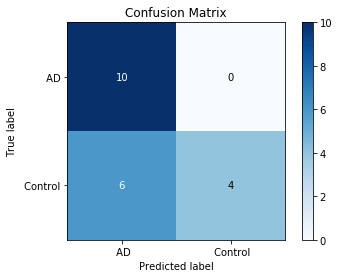 Confusion Matrix
10
AD
10
0
8
6
True label
4
Control
6
4
2
0
AD
Control
Predicted label